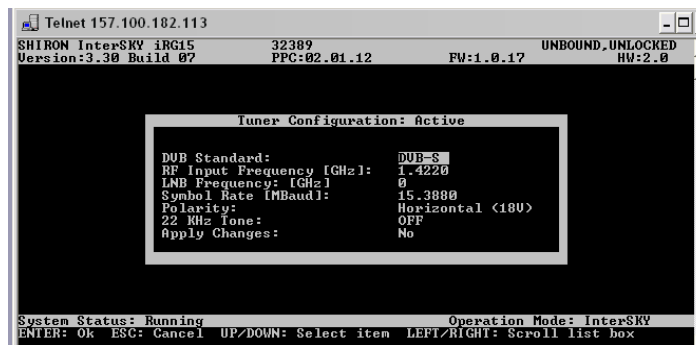 Telnet 157.100.182.113
SHIRON InterSKY iRG15 32389 UNBOUND,UNLOCKED
Version:3.30 Build 07 PPC:02.01.12 FW:1.0.17 HW:2.0
Tuner Configuration: Active
DVB Standard: DVB-S
RF Input Frequency [GHz]: 1.4220
LNB Frequency: [GHz] 0
Symbol Rate [MBaud]: 15.3880
Polarity: Horizontal (18V)
22 KHz Tone: OFF
Apply Changes: No
System Status: Running Operation Mode: InterSKY
ENTER: Ok ESC: Cancel UP/DOWN: Select item LEFT/RIGHT: Scroll list box